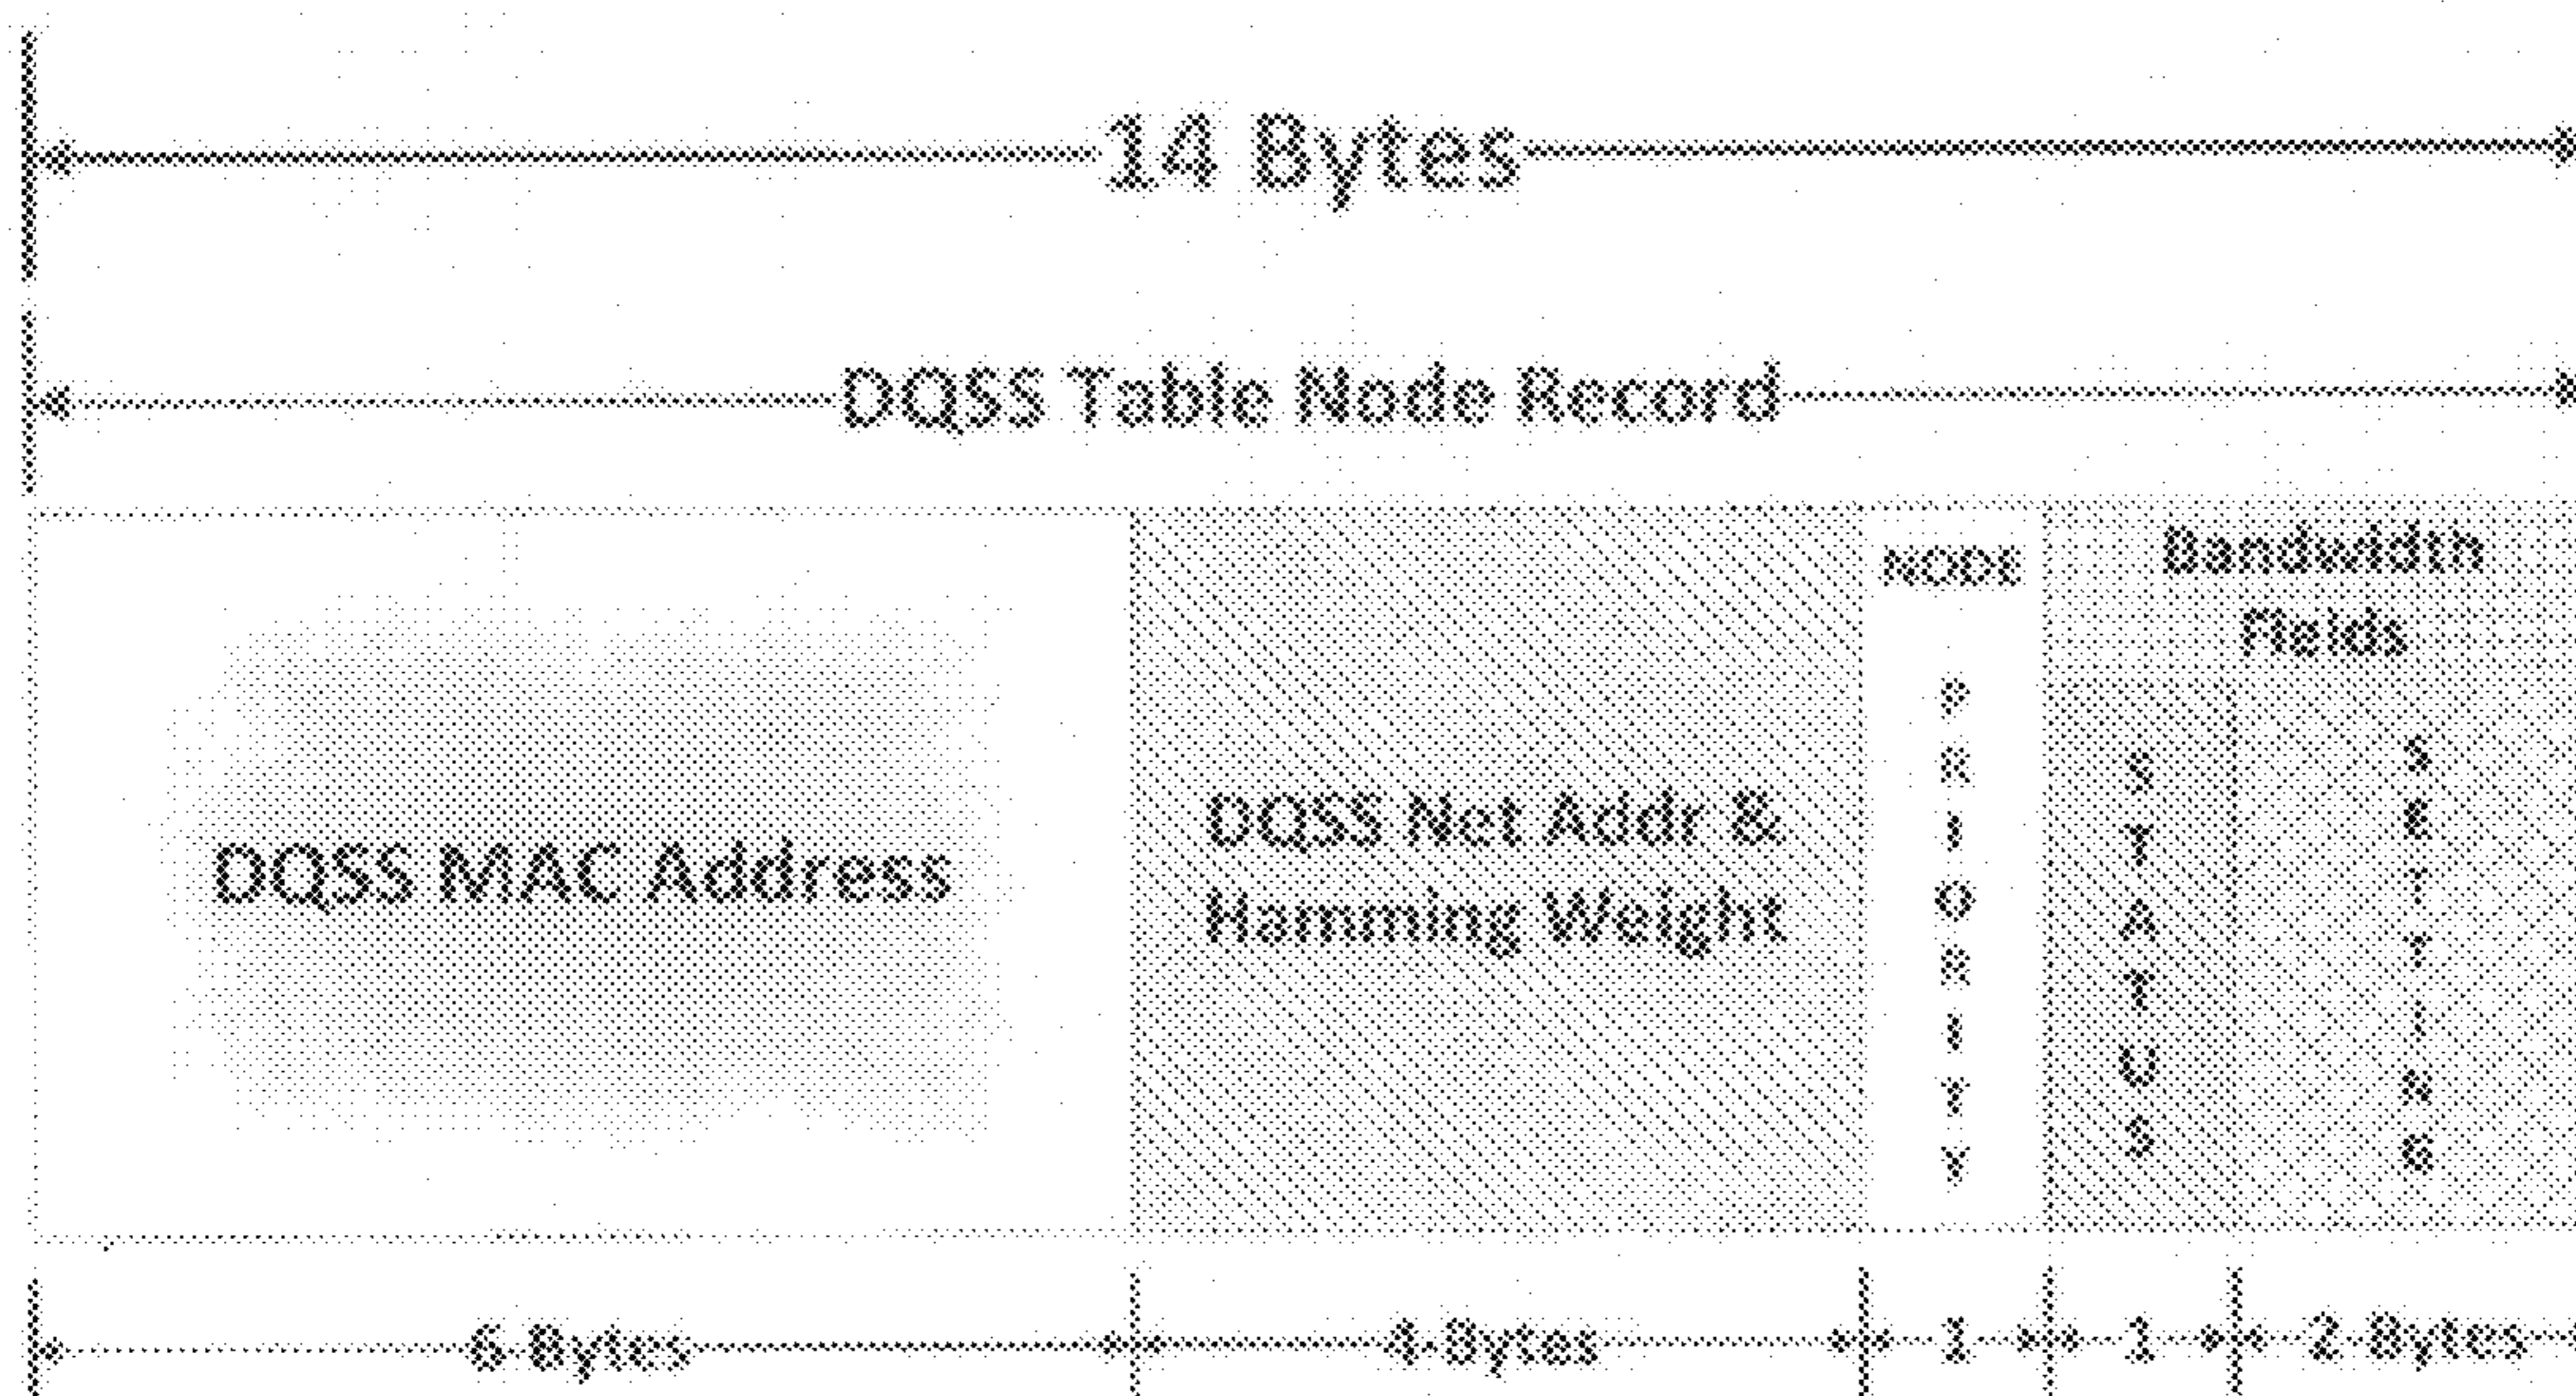 14 Bytes
DQSS Table Node Record
DQSS MAC Address
DQSS Net Addr &
Hamming Weight
NODE
PRIORITY
Bandwidth
Fields
STATUS
SETTING
6 Bytes
4 Bytes
1
1
2 Bytes